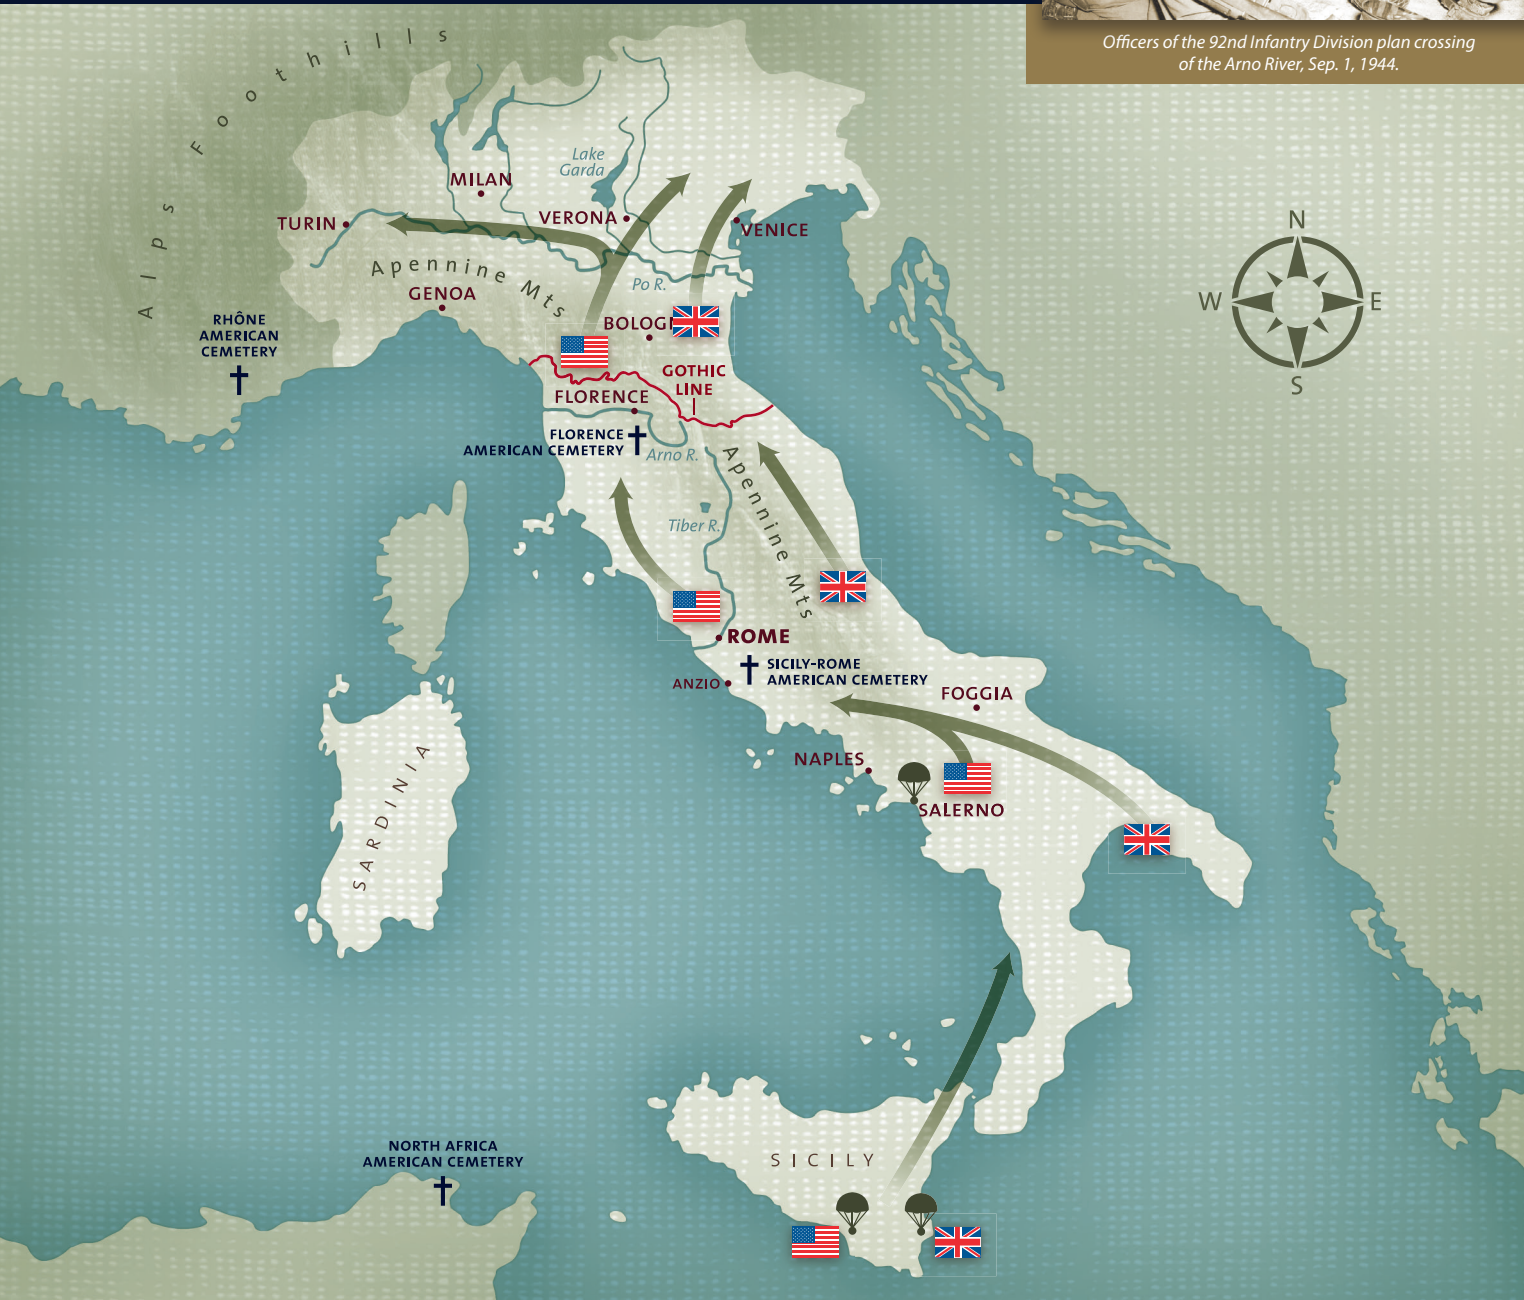 Officers of the 92nd Infantry Division plan crossing
of the Arno River, Sep. 1, 1944.
Alps Foothills
Lake
Garda
MILAN
TURIN
VERONA
VENICE
Apennine Mts
Po R.
GENOA
BOLOG
RHÔNE
AMERICAN
CEMETERY
GOTHIC
LINE
FLORENCE
FLORENCE
AMERICAN CEMETERY
Arno R.
Apennine Mts
Tiber R.
ROME
SICILY-ROME
AMERICAN CEMETERY
ANZIO
FOGGIA
NAPLES
SALERNO
SARDINIA
NORTH AFRICA
AMERICAN CEMETERY
SICILY
N
W
E
S